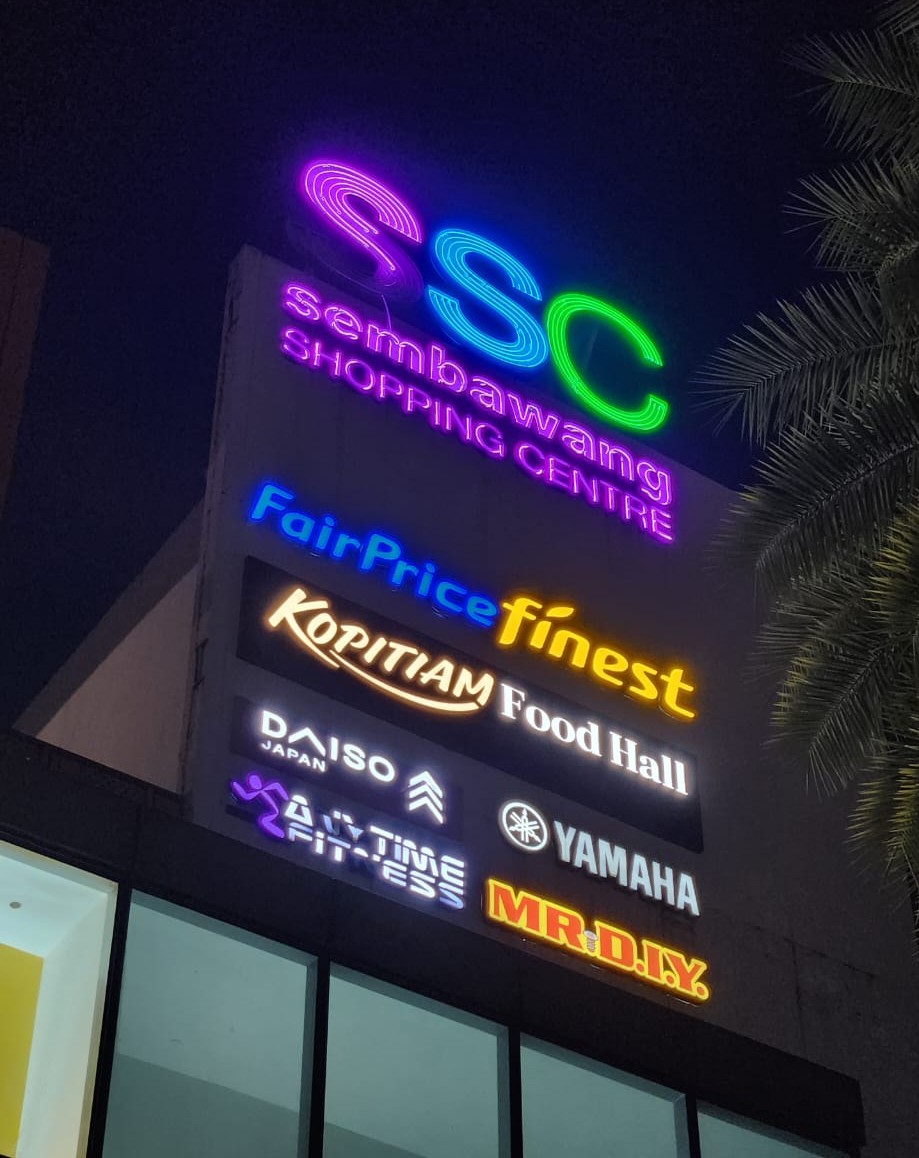 SSC
sembawang
SHOPPING CENTRE
FairPrice finest
KOPITIAM Food Hall
DAISO
JAPAN
YAMAHA
ANYTIME
FITNESS
MR.D.I.Y.